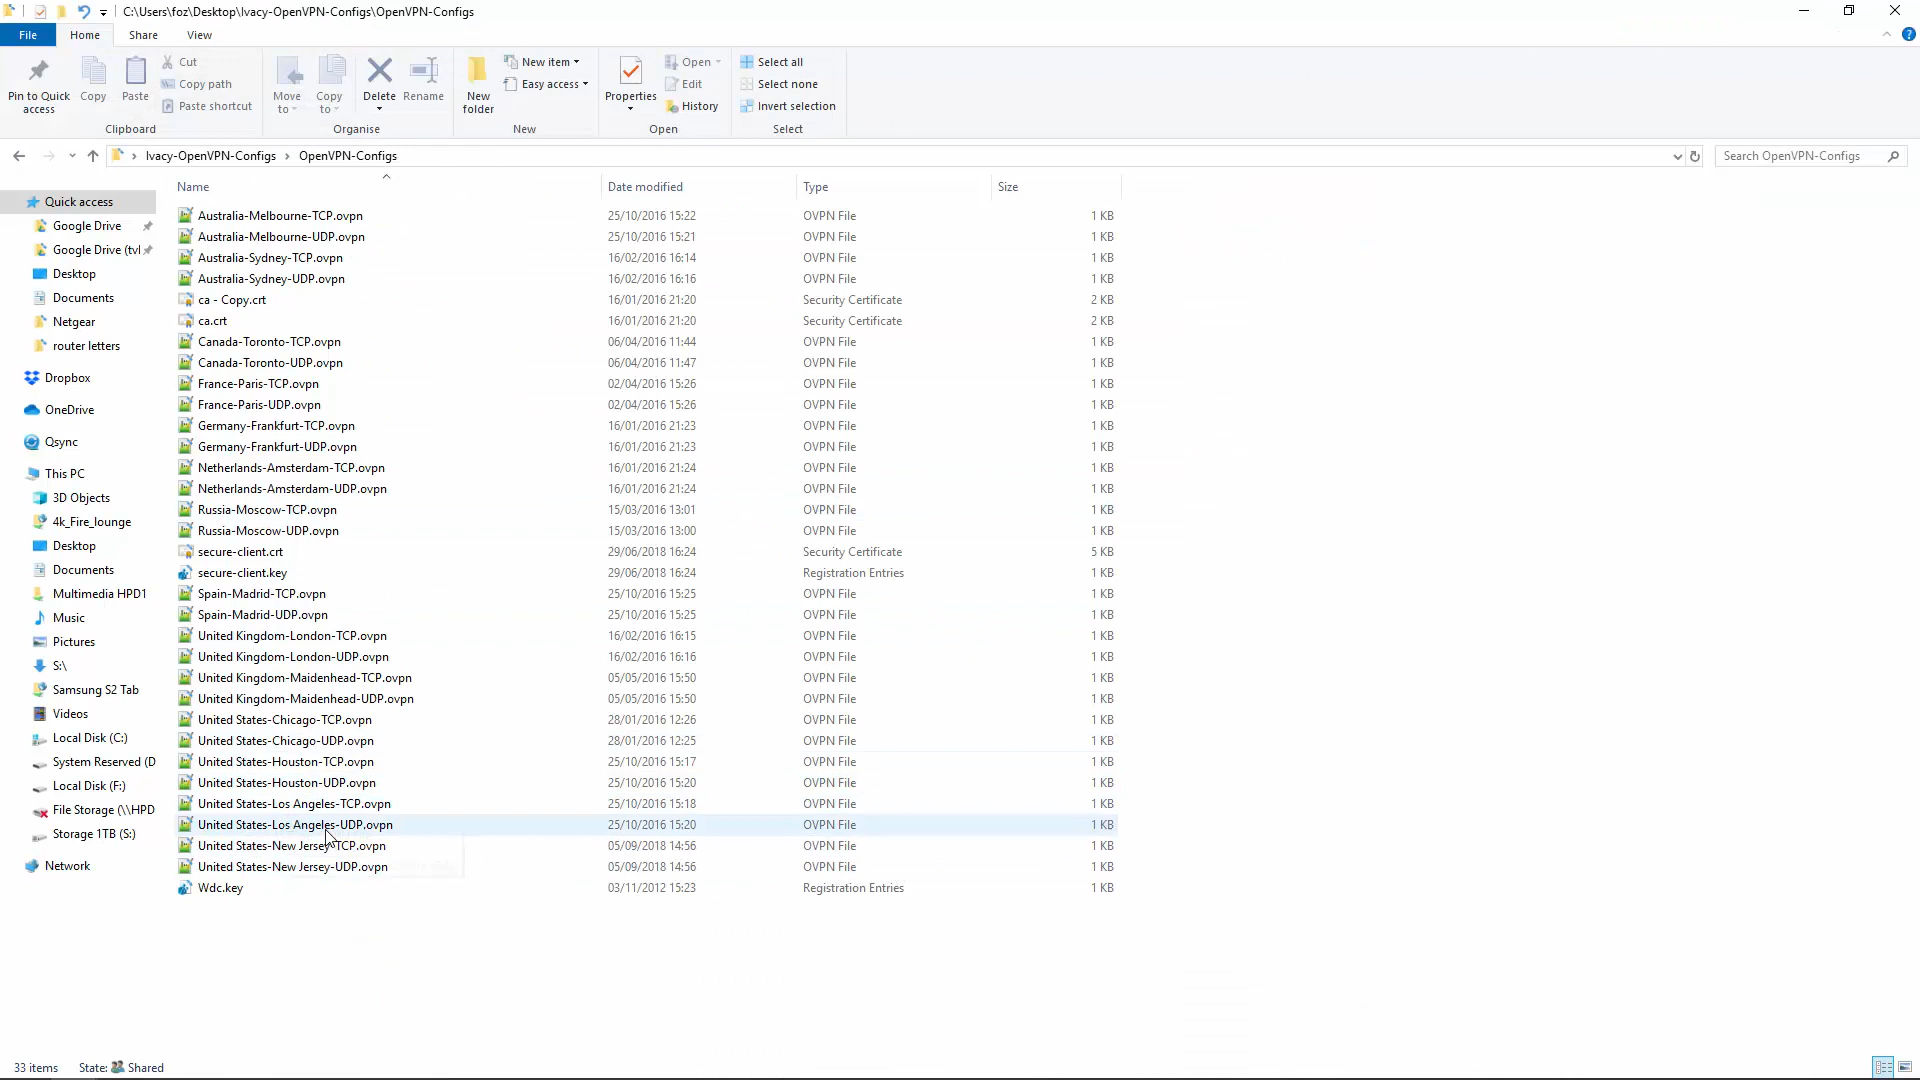 C:\Users\foz\Desktop\Ivacy-OpenVPN-Configs\OpenVPN-Configs
File Home Share View
Pin to Quick access
Copy
Paste
Cut
Copy path
Paste shortcut
Clipboard
Move to
Copy to
Delete
Rename
Organise
New folder
New item
Easy access
New
Properties
Open
Edit
History
Open
Select all
Select none
Invert selection
Select
Ivacy-OpenVPN-Configs > OpenVPN-Configs
Search OpenVPN-Configs
Quick access
Google Drive
Google Drive (tvl
Desktop
Documents
Netgear
router letters
Dropbox
OneDrive
Qsync
This PC
3D Objects
4k_Fire_lounge
Desktop
Documents
Multimedia HPD1
Music
Pictures
S:\
Samsung S2 Tab
Videos
Local Disk (C:)
System Reserved (D
Local Disk (F:)
File Storage (\\HPD
Storage 1TB (S:)
Network
Name Date modified Type Size
Australia-Melbourne-TCP.ovpn 25/10/2016 15:22 OVPN File 1 KB
Australia-Melbourne-UDP.ovpn 25/10/2016 15:21 OVPN File 1 KB
Australia-Sydney-TCP.ovpn 16/02/2016 16:14 OVPN File 1 KB
Australia-Sydney-UDP.ovpn 16/02/2016 16:16 OVPN File 1 KB
ca - Copy.crt 16/01/2016 21:20 Security Certificate 2 KB
ca.crt 16/01/2016 21:20 Security Certificate 2 KB
Canada-Toronto-TCP.ovpn 06/04/2016 11:44 OVPN File 1 KB
Canada-Toronto-UDP.ovpn 06/04/2016 11:47 OVPN File 1 KB
France-Paris-TCP.ovpn 02/04/2016 15:26 OVPN File 1 KB
France-Paris-UDP.ovpn 02/04/2016 15:26 OVPN File 1 KB
Germany-Frankfurt-TCP.ovpn 16/01/2016 21:23 OVPN File 1 KB
Germany-Frankfurt-UDP.ovpn 16/01/2016 21:23 OVPN File 1 KB
Netherlands-Amsterdam-TCP.ovpn 16/01/2016 21:24 OVPN File 1 KB
Netherlands-Amsterdam-UDP.ovpn 16/01/2016 21:24 OVPN File 1 KB
Russia-Moscow-TCP.ovpn 15/03/2016 13:01 OVPN File 1 KB
Russia-Moscow-UDP.ovpn 15/03/2016 13:00 OVPN File 1 KB
secure-client.crt 29/06/2018 16:24 Security Certificate 5 KB
secure-client.key 29/06/2018 16:24 Registration Entries 1 KB
Spain-Madrid-TCP.ovpn 25/10/2016 15:25 OVPN File 1 KB
Spain-Madrid-UDP.ovpn 25/10/2016 15:25 OVPN File 1 KB
United Kingdom-London-TCP.ovpn 16/02/2016 16:15 OVPN File 1 KB
United Kingdom-London-UDP.ovpn 16/02/2016 16:16 OVPN File 1 KB
United Kingdom-Maidenhead-TCP.ovpn 05/05/2016 15:50 OVPN File 1 KB
United Kingdom-Maidenhead-UDP.ovpn 05/05/2016 15:50 OVPN File 1 KB
United States-Chicago-TCP.ovpn 28/01/2016 12:26 OVPN File 1 KB
United States-Chicago-UDP.ovpn 28/01/2016 12:25 OVPN File 1 KB
United States-Houston-TCP.ovpn 25/10/2016 15:17 OVPN File 1 KB
United States-Houston-UDP.ovpn 25/10/2016 15:20 OVPN File 1 KB
United States-Los Angeles-TCP.ovpn 25/10/2016 15:18 OVPN File 1 KB
United States-Los Angeles-UDP.ovpn 25/10/2016 15:20 OVPN File 1 KB
United States-New Jersey-TCP.ovpn 05/09/2018 14:56 OVPN File 1 KB
United States-New Jersey-UDP.ovpn 05/09/2018 14:56 OVPN File 1 KB
Wdc.key 03/11/2012 15:23 Registration Entries 1 KB
33 items State: Shared